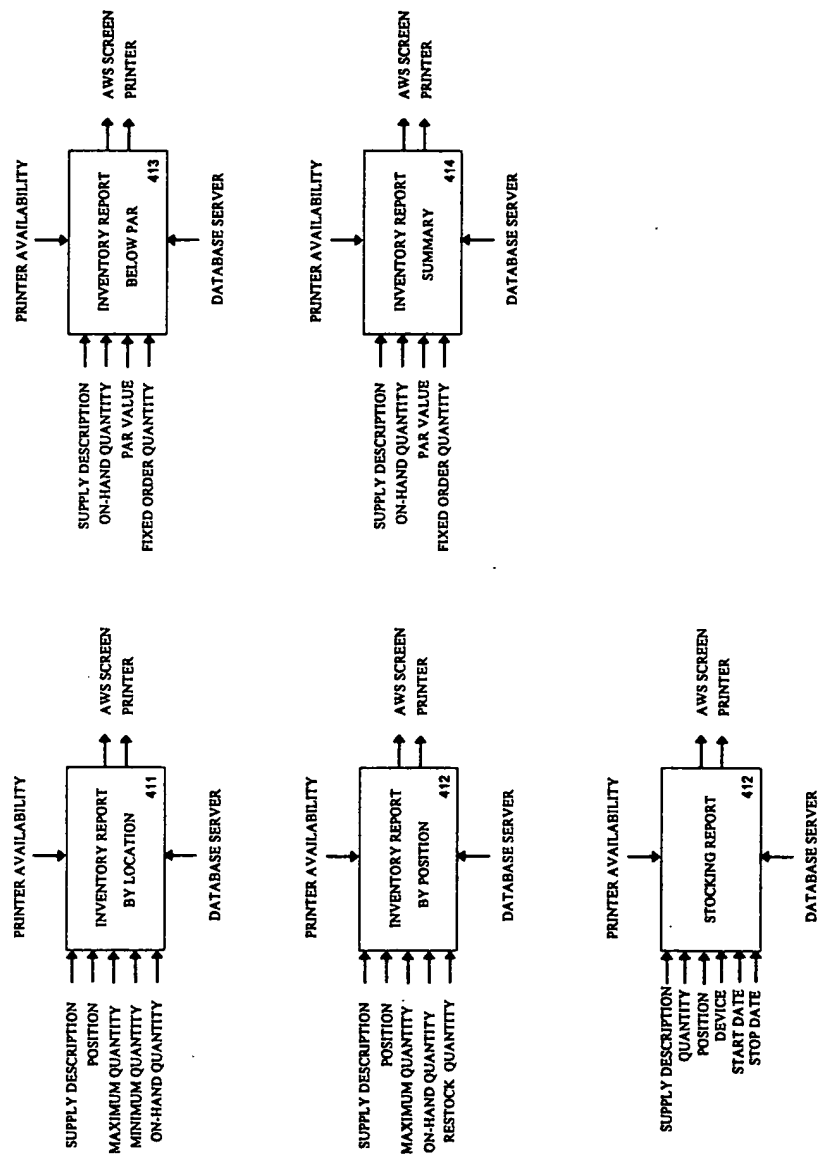 PRINTER AVAILABILITY
SUPPLY DESCRIPTION
POSITION
MAXIMUM QUANTITY
MINIMUM QUANTITY
ON-HAND QUANTITY
INVENTORY REPORT
BY LOCATION
411
AWS SCREEN
PRINTER
DATABASE SERVER
PRINTER AVAILABILITY
SUPPLY DESCRIPTION
POSITION
MAXIMUM QUANTITY
ON-HAND QUANTITY
RESTOCK QUANTITY
INVENTORY REPORT
BY POSITION
412
AWS SCREEN
PRINTER
DATABASE SERVER
PRINTER AVAILABILITY
SUPPLY DESCRIPTION
QUANTITY
POSITION
DEVICE
START DATE
STOP DATE
STOCKING REPORT
412
AWS SCREEN
PRINTER
DATABASE SERVER
PRINTER AVAILABILITY
SUPPLY DESCRIPTION
ON-HAND QUANTITY
PAR VALUE
FIXED ORDER QUANTITY
INVENTORY REPORT
BELOW PAR
413
AWS SCREEN
PRINTER
DATABASE SERVER
PRINTER AVAILABILITY
SUPPLY DESCRIPTION
ON-HAND QUANTITY
PAR VALUE
FIXED ORDER QUANTITY
INVENTORY REPORT
SUMMARY
414
AWS SCREEN
PRINTER
DATABASE SERVER